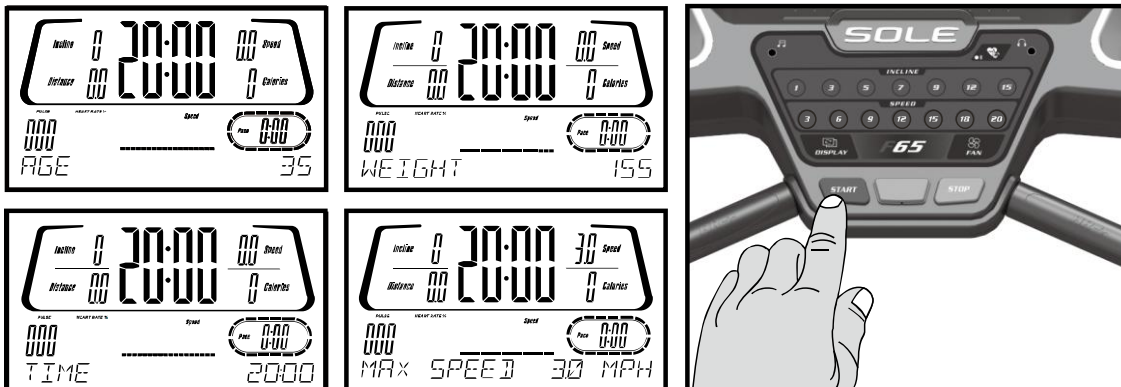 Incline 0 20:00 0.0 Speed
Distance 0.0 0 Calories
PULSE HEART RATE % Speed
000 Pace 0:00
AGE 35
Incline 0 20:00 0.0 Speed
Distance 0.0 0 Calories
PULSE HEART RATE % Speed
000 Pace 0:00
WEIGHT 155
Incline 0 20:00 0.0 Speed
Distance 0.0 0 Calories
PULSE HEART RATE % Speed
000 Pace 0:00
TIME 20:00
Incline 0 20:00 3.0 Speed
Distance 0.0 0 Calories
PULSE HEART RATE % Speed
000 Pace 0:00
MAX SPEED 3.0 MPH
SOLE
INCLINE
1 3 5 7 9 12 15
SPEED
3 6 9 12 15 18 20
DISPLAY F65 FAN
START STOP